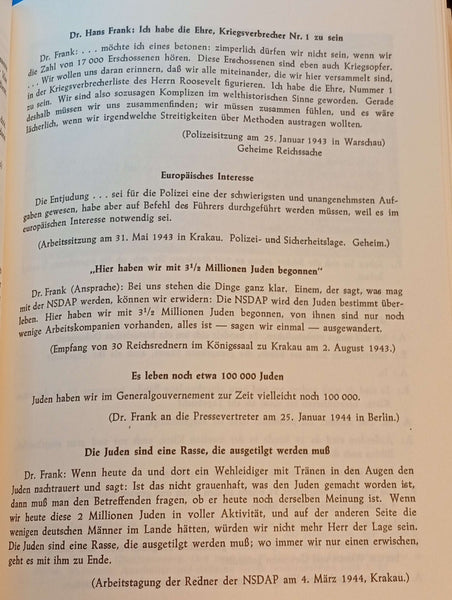 Dr. Hans Frank: Ich habe die Ehre, Kriegsverbrecher Nr. 1 zu sein
Dr. Frank: . . . möchte ich eines betonen: zimperlich dürfen wir nicht sein, wenn wir
die Zahl von 17 000 Erschossenen hören. Diese Erschossenen sind eben auch Kriegsopfer.
. . . Wir wollen uns daran erinnern, daß wir alle miteinander, die wir hier versammelt sind,
in der Kriegsverbrecherliste des Herrn Roosevelt figurieren. Ich habe die Ehre, Nummer 1
zu sein. Wir sind also sozusagen Komplizen im welthistorischen Sinne geworden. Gerade
deshalb müssen wir uns zusammenfinden; wir müssen zusammen fühlen, und es wäre
lächerlich, wenn wir irgendwelche Streitigkeiten über Methoden austragen wollten.
(Polizeisitzung am 25. Januar 1943 in Warschau)
Geheime Reichssache
Europäisches Interesse
Die Entjudung . . . sei für die Polizei eine der schwierigsten und unangenehmsten Auf-
gaben gewesen, habe aber auf Befehl des Führers durchgeführt werden müssen, weil es im
europäischen Interesse notwendig sei.
(Arbeitssitzung am 31. Mai 1943 in Krakau. Polizei- und Sicherheitslage. Geheim.)
„Hier haben wir mit 3½ Millionen Juden begonnen“
Dr. Frank (Ansprache): Bei uns stehen die Dinge ganz klar. Einem, der sagt, was mag
mit der NSDAP werden, können wir erwidern: Die NSDAP wird den Juden bestimmt über-
leben. Hier haben wir mit 3½ Millionen Juden begonnen, von ihnen sind nur noch
wenige Arbeitskompanien vorhanden, alles ist — sagen wir einmal — ausgewandert.
(Empfang von 30 Reichsrednern im Königssaal zu Krakau am 2. August 1943.)
Es leben noch etwa 100 000 Juden
Juden haben wir im Generalgouvernement zur Zeit vielleicht noch 100 000.
(Dr. Frank an die Pressevertreter am 25. Januar 1944 in Berlin.)
Die Juden sind eine Rasse, die ausgetilgt werden muß
Dr. Frank: Wenn heute da und dort ein Wehleidiger mit Tränen in den Augen den
Juden nachtrauert und sagt: Ist das nicht grauenhaft, was den Juden gemacht worden ist,
dann muß man den Betreffenden fragen, ob er heute noch derselben Meinung ist. Wenn
wir heute diese 2 Millionen Juden in voller Aktivität, und auf der anderen Seite die
wenigen deutschen Männer im Lande hätten, würden wir nicht mehr Herr der Lage sein.
Die Juden sind eine Rasse, die ausgetilgt werden muß; wo immer wir nur einen erwischen,
geht es mit ihm zu Ende.
(Arbeitstagung der Redner der NSDAP am 4. März 1944, Krakau.)